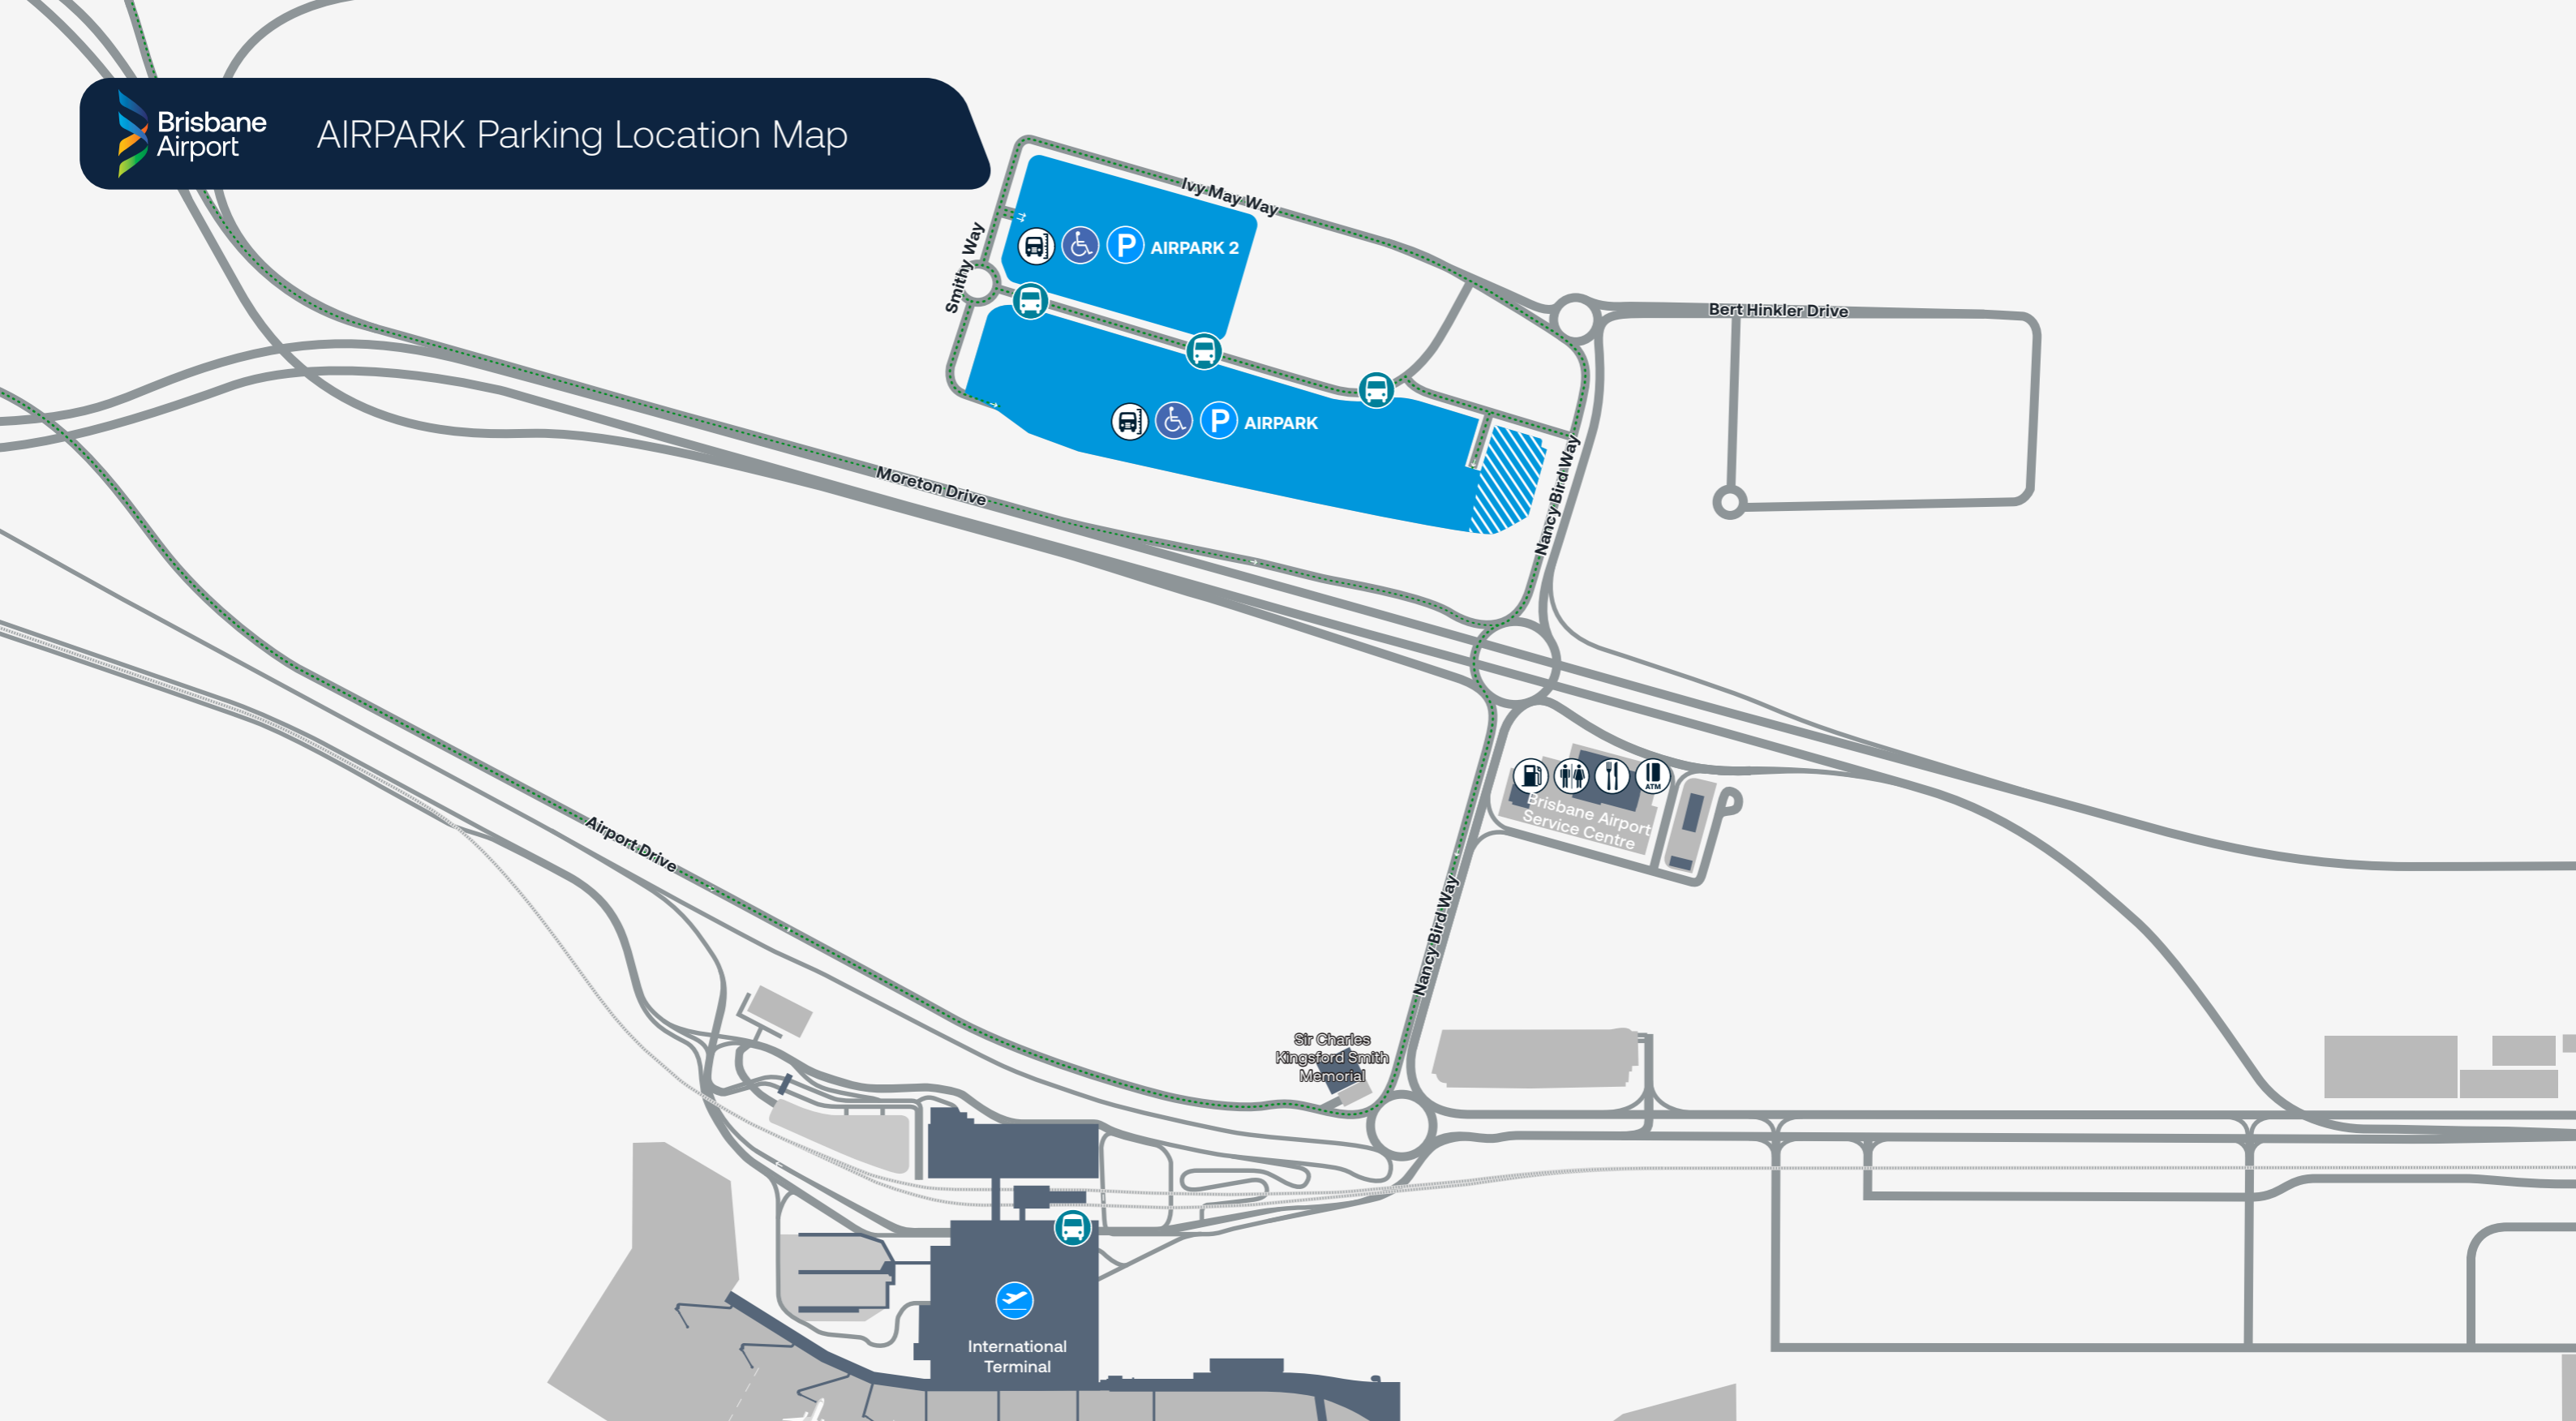 Brisbane
Airport
AIRPARK Parking Location Map
Ivy May Way
Smithy Way
P AIRPARK 2
Bert Hinkler Drive
P AIRPARK
Moreton Drive
Nancy Bird Way
ATM
Brisbane Airport
Service Centre
Airport Drive
Nancy Bird Way
Sir Charles
Kingsford Smith
Memorial
International
Terminal